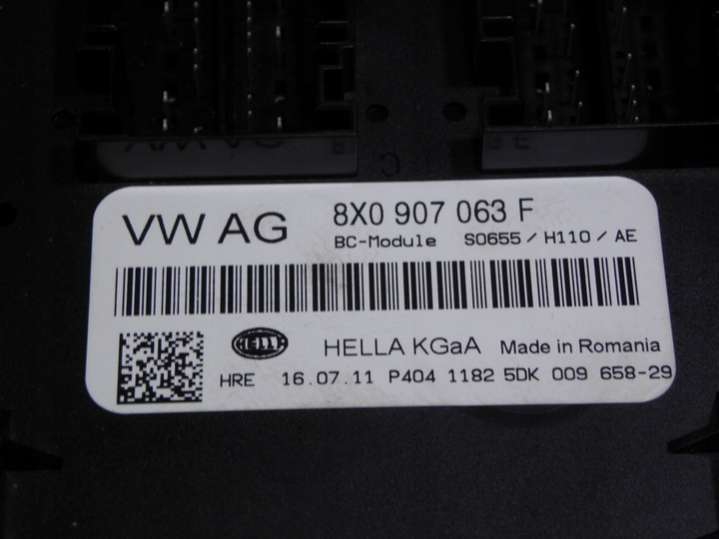 VW AG
8X0 907 063 F
BC-Module S0655 / H110 / AE
HELLA
HELLA KGaA Made in Romania
HRE 16.07.11 P404 1182 5DK 009 658-29
C
E